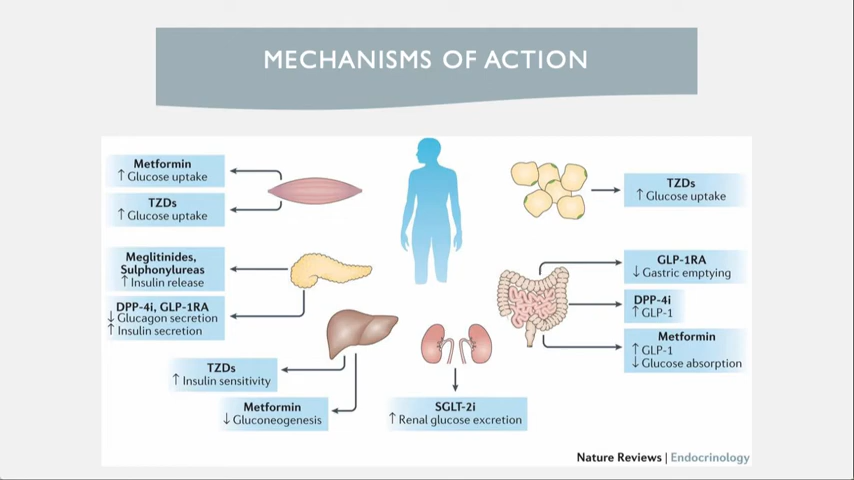 MECHANISMS OF ACTION
Metformin
↑ Glucose uptake
TZDs
↑ Glucose uptake
Meglitinides,
Sulphonylureas
↑ Insulin release
DPP-4i, GLP-1RA
↓ Glucagon secretion
↑ Insulin secretion
TZDs
↑ Insulin sensitivity
Metformin
↓ Gluconeogenesis
SGLT-2i
↑ Renal glucose excretion
TZDs
↑ Glucose uptake
GLP-1RA
↓ Gastric emptying
DPP-4i
↑ GLP-1
Metformin
↑ GLP-1
↓ Glucose absorption
Nature Reviews | Endocrinology